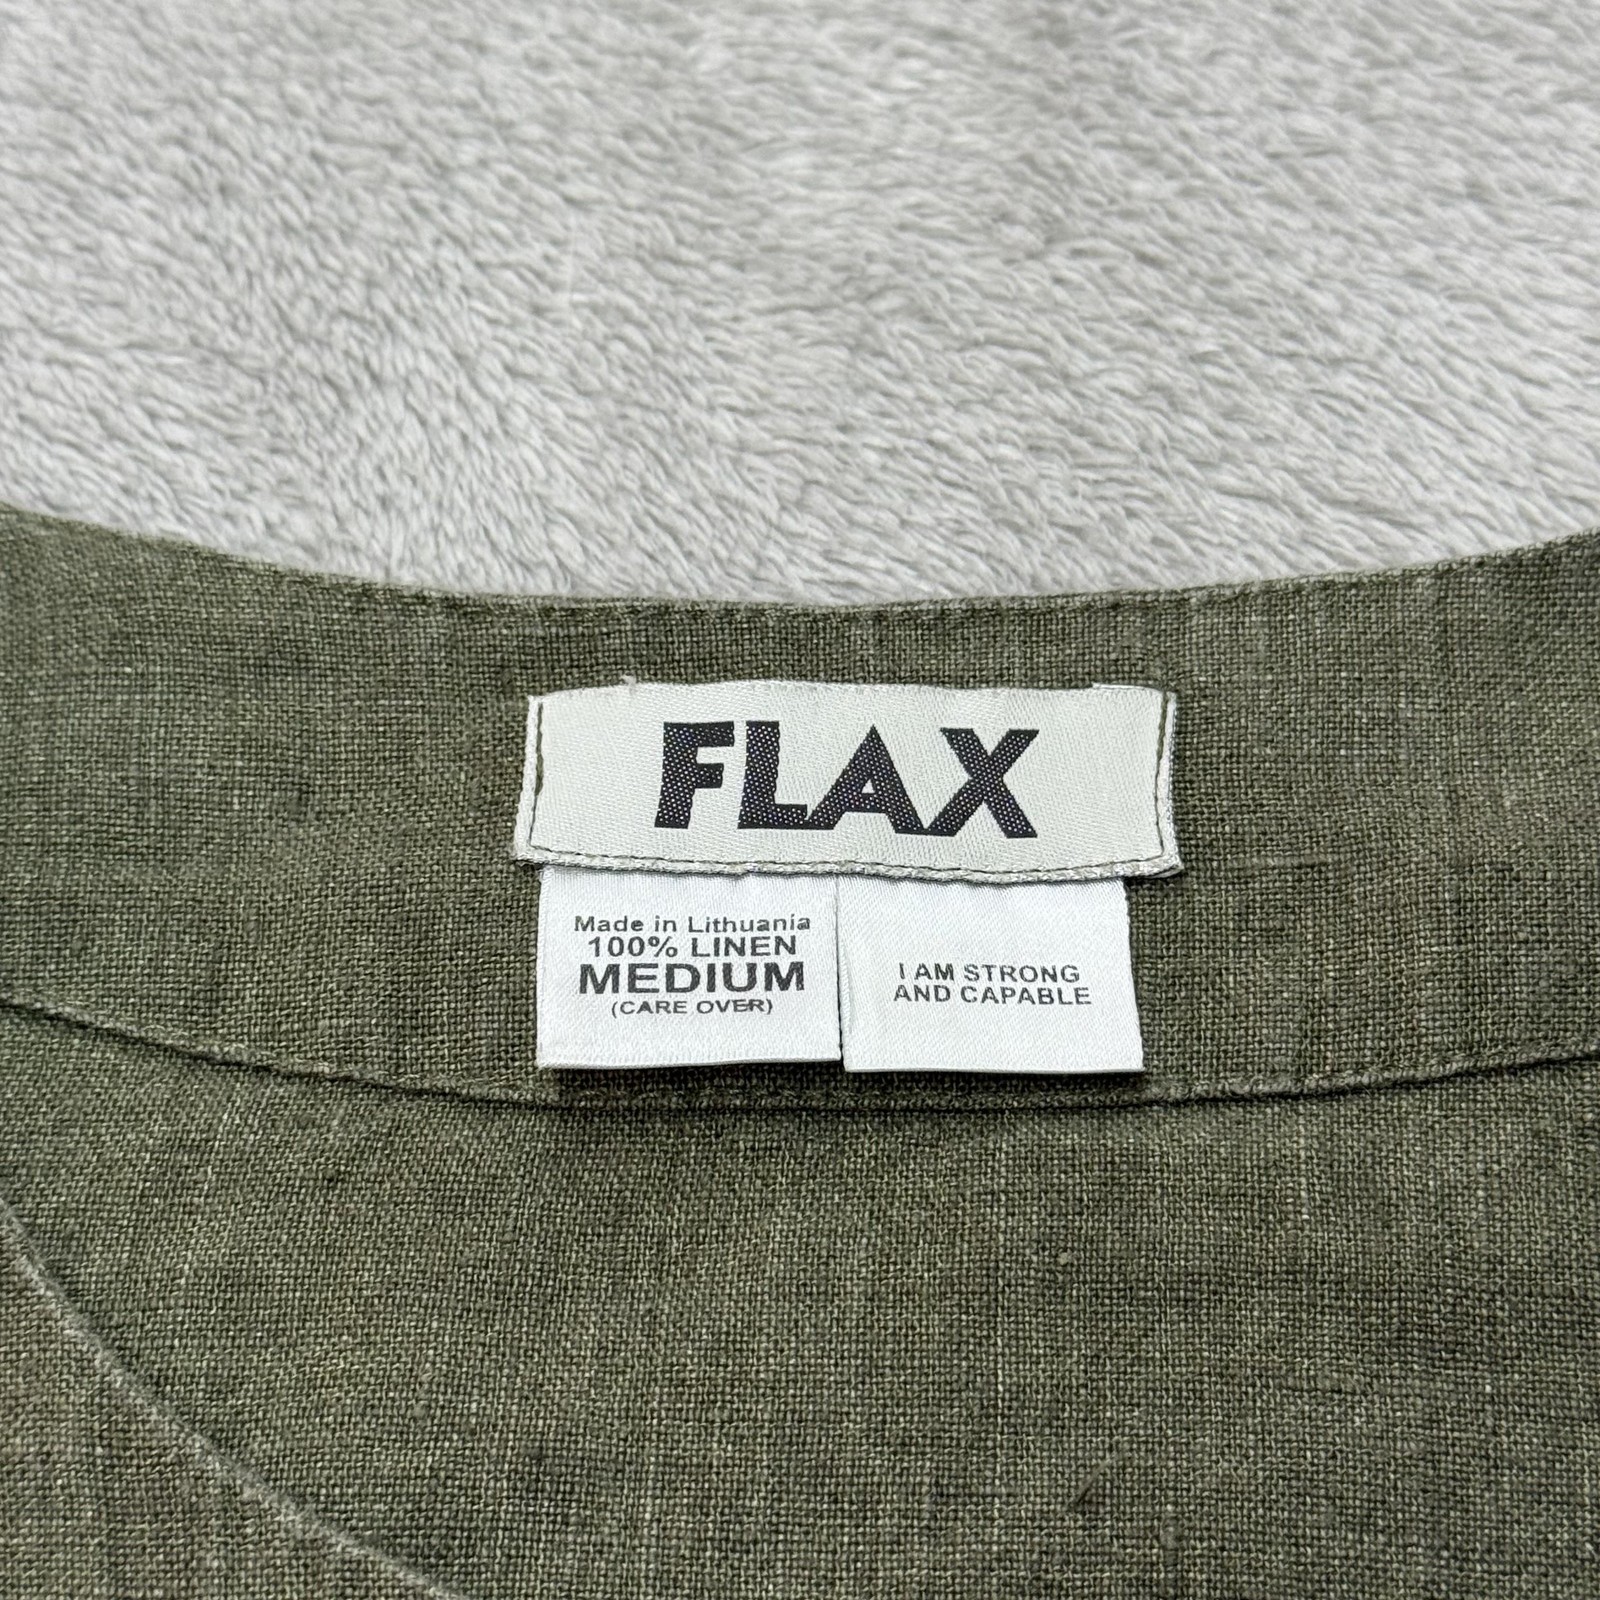 FLAX
Made in Lithuania
100% LINEN
MEDIUM
(CARE OVER)
I AM STRONG
AND CAPABLE